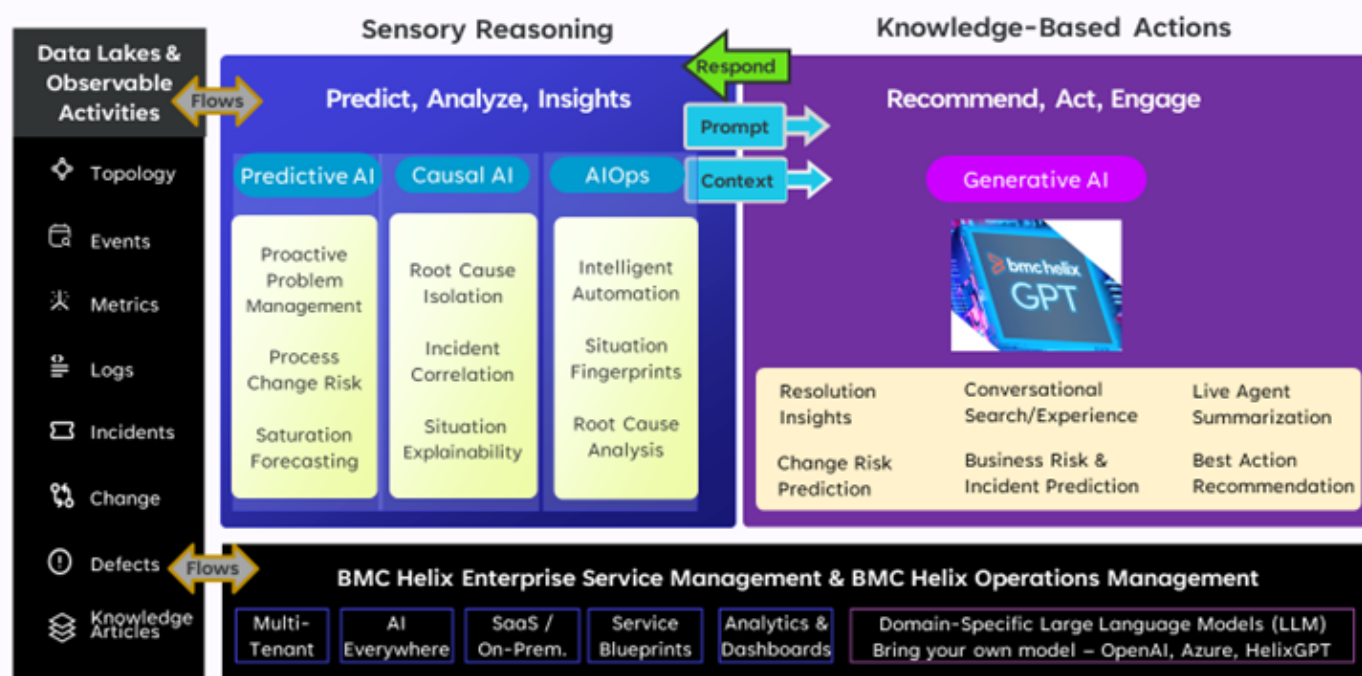 Sensory Reasoning
Knowledge-Based Actions
Data Lakes &
Observable
Activities
Flows
Predict, Analyze, Insights
Respond
Prompt
Context
Recommend, Act, Engage
Topology
Events
Metrics
Logs
Incidents
Change
Defects
Knowledge
Articles
Flows
Predictive AI
Proactive
Problem
Management
Process
Change Risk
Saturation
Forecasting
Causal AI
Root Cause
Isolation
Incident
Correlation
Situation
Explainability
AIOps
Intelligent
Automation
Situation
Fingerprints
Root Cause
Analysis
Generative AI
bmc helix
GPT
Resolution
Insights
Conversational
Search/Experience
Live Agent
Summarization
Change Risk
Prediction
Business Risk &
Incident Prediction
Best Action
Recommendation
BMC Helix Enterprise Service Management & BMC Helix Operations Management
Multi-
Tenant
AI
Everywhere
SaaS /
On-Prem.
Service
Blueprints
Analytics &
Dashboards
Domain-Specific Large Language Models (LLM)
Bring your own model – OpenAI, Azure, HelixGPT